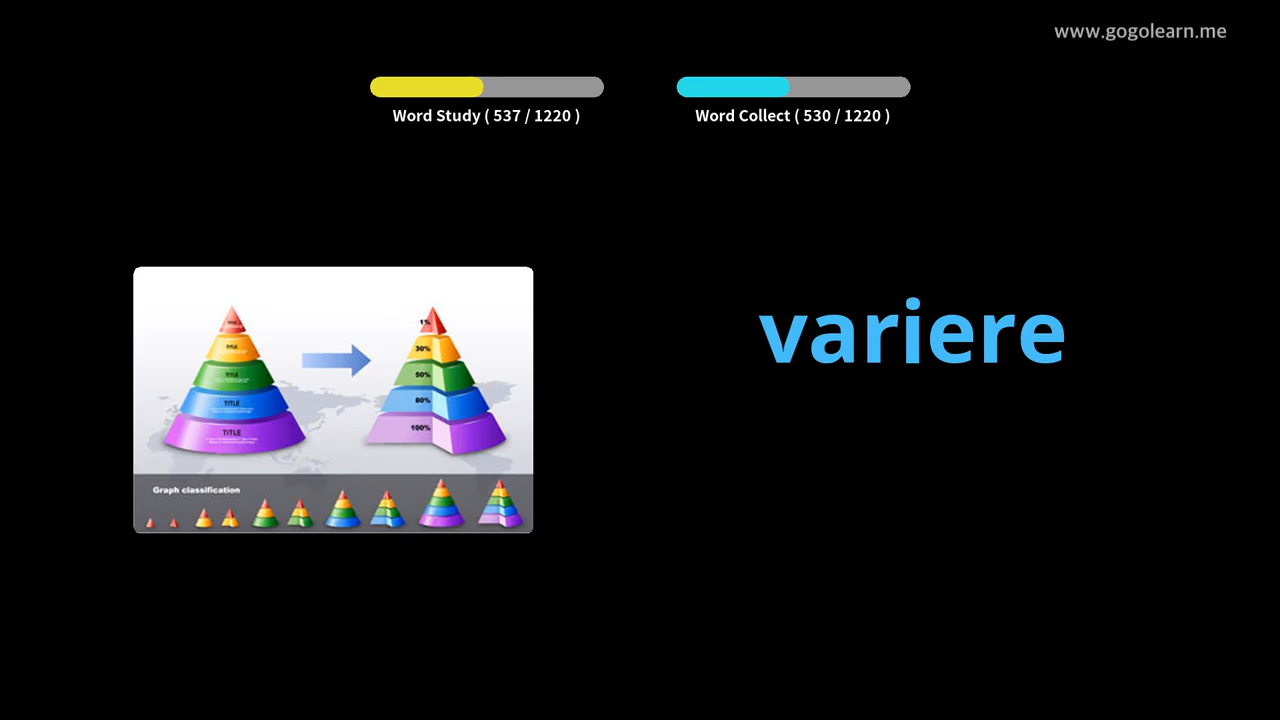 www.gogolearn.me
Word Study ( 537 / 1220 )
Word Collect ( 530 / 1220 )
variere
1%
30%
50%
80%
100%
TITLE
TITLE
TITLE
TITLE
Graph classification